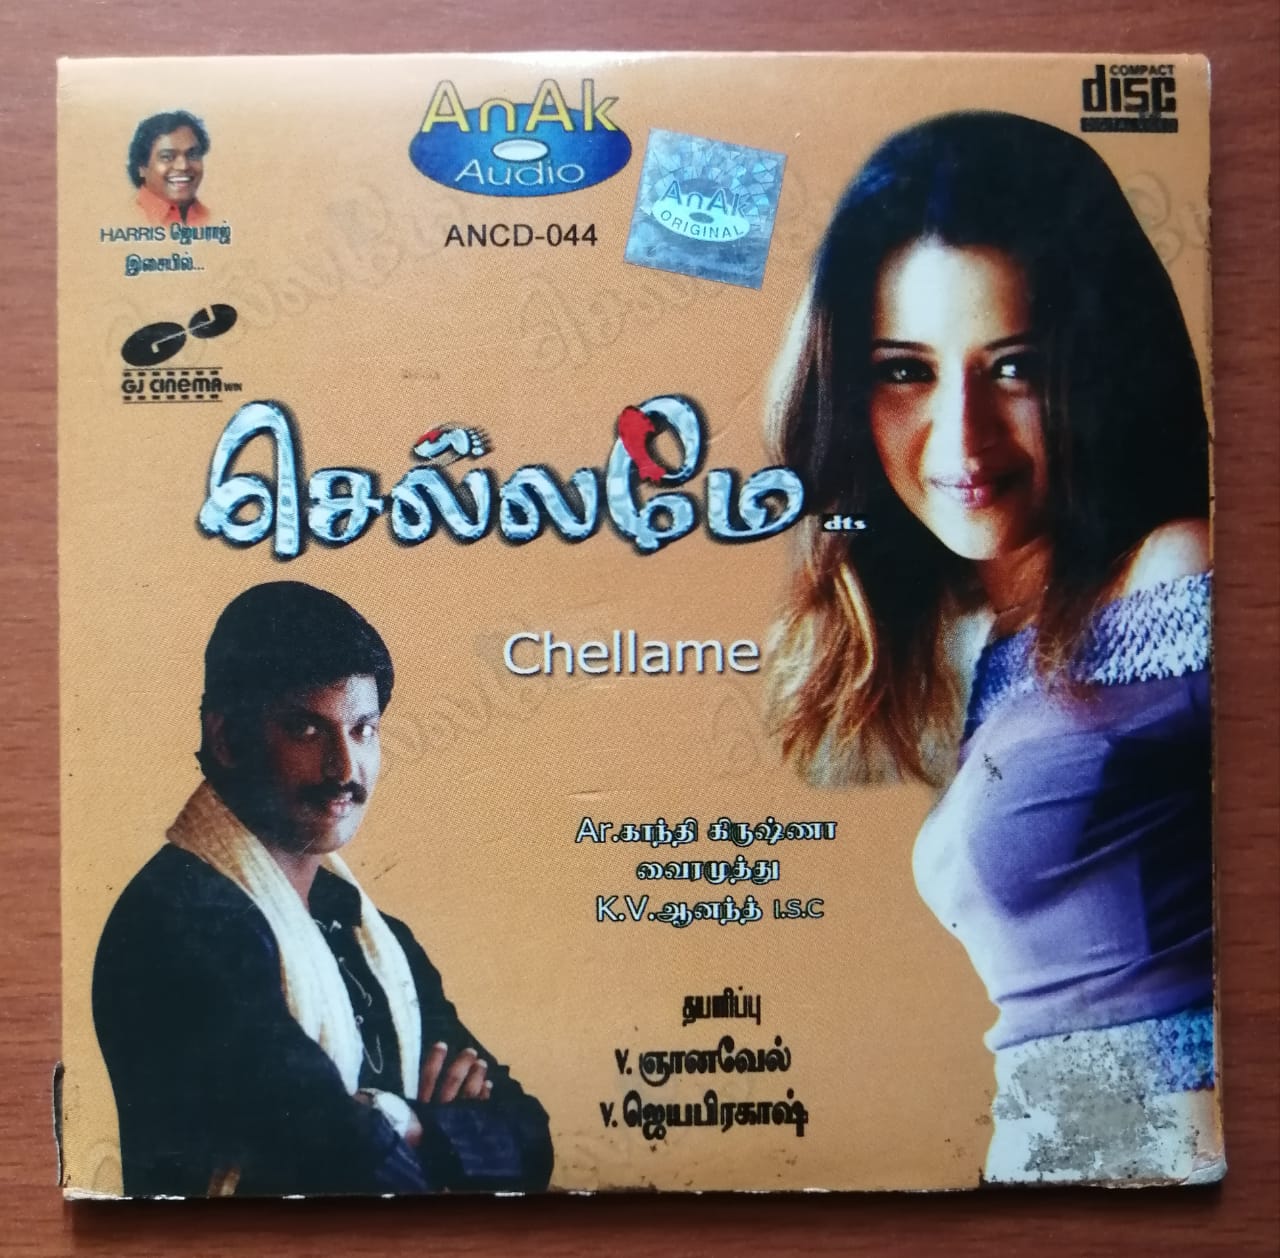 AnAk
Audio
ANCD-044
AnAk
ORIGINAL
COMPACT
disc
HARRIS ஜெயராஜ்
இசையில்...
GJ CINEMA
செல்லமே
dts
Chellame
Ar.காந்தி கிருஷ்ணா
வைரமுத்து
K.V.ஆனந்த் I.S.C
தயாரிப்பு
V. ஞானவேல்
V. ஜெயபிரகாஷ்